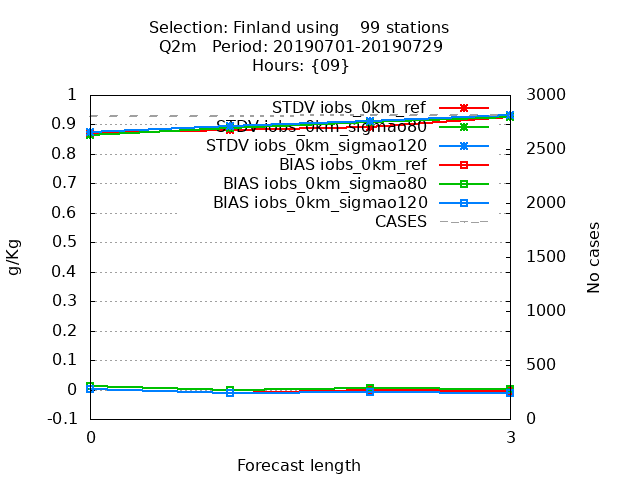 Selection: Finland using 99 stations
Q2m Period: 20190701-20190729
Hours: {09}
1
0.9
0.8
0.7
0.6
0.5
0.4
0.3
0.2
0.1
0
-0.1
g/Kg
STDV iobs_0km_ref
STDV iobs_0km_sigmao80
STDV iobs_0km_sigmao120
BIAS iobs_0km_ref
BIAS iobs_0km_sigmao80
BIAS iobs_0km_sigmao120
CASES
3000
2500
2000
1500
1000
500
0
No cases
0 3
Forecast length